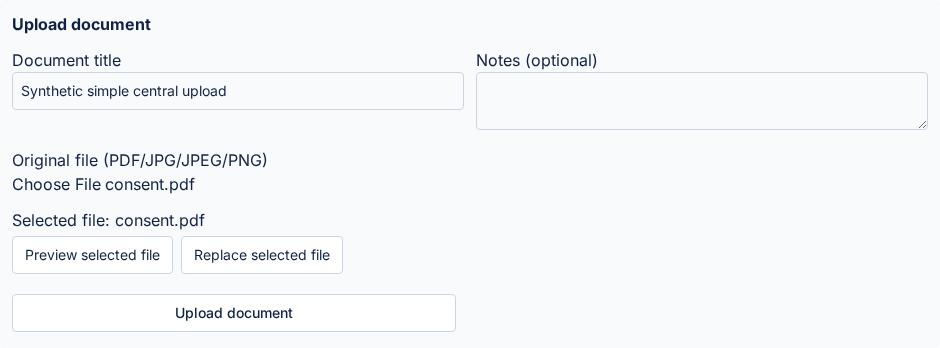 Upload document
Document title
Notes (optional)
Synthetic simple central upload
Original file (PDF/JPG/JPEG/PNG)
Choose File consent.pdf
Selected file: consent.pdf
Preview selected file
Replace selected file
Upload document